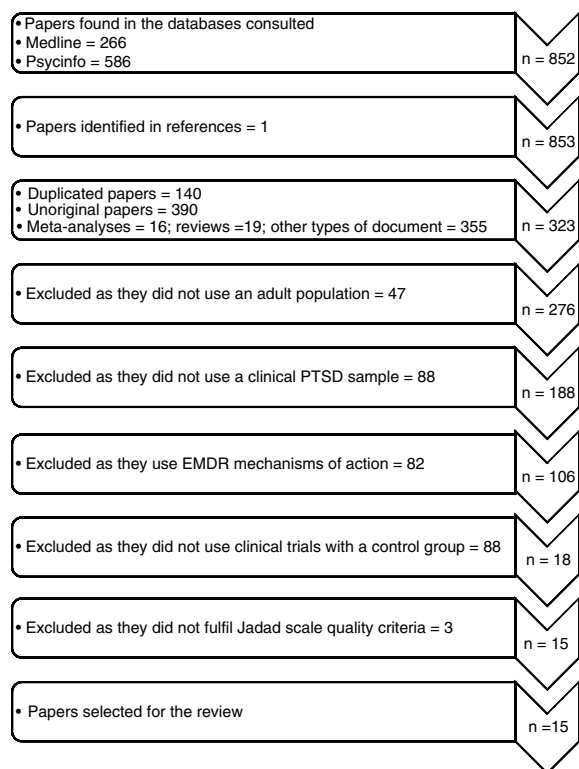 • Papers found in the databases consulted
• Medline = 266
• Psycinfo = 586
n = 852
• Papers identified in references = 1
n = 853
• Duplicated papers = 140
• Unoriginal papers = 390
• Meta-analyses = 16; reviews =19; other types of document = 355
n = 323
• Excluded as they did not use an adult population = 47
n = 276
• Excluded as they did not use a clinical PTSD sample = 88
n = 188
• Excluded as they use EMDR mechanisms of action = 82
n = 106
• Excluded as they did not use clinical trials with a control group = 88
n = 18
• Excluded as they did not fulfil Jadad scale quality criteria = 3
n = 15
• Papers selected for the review
n =15